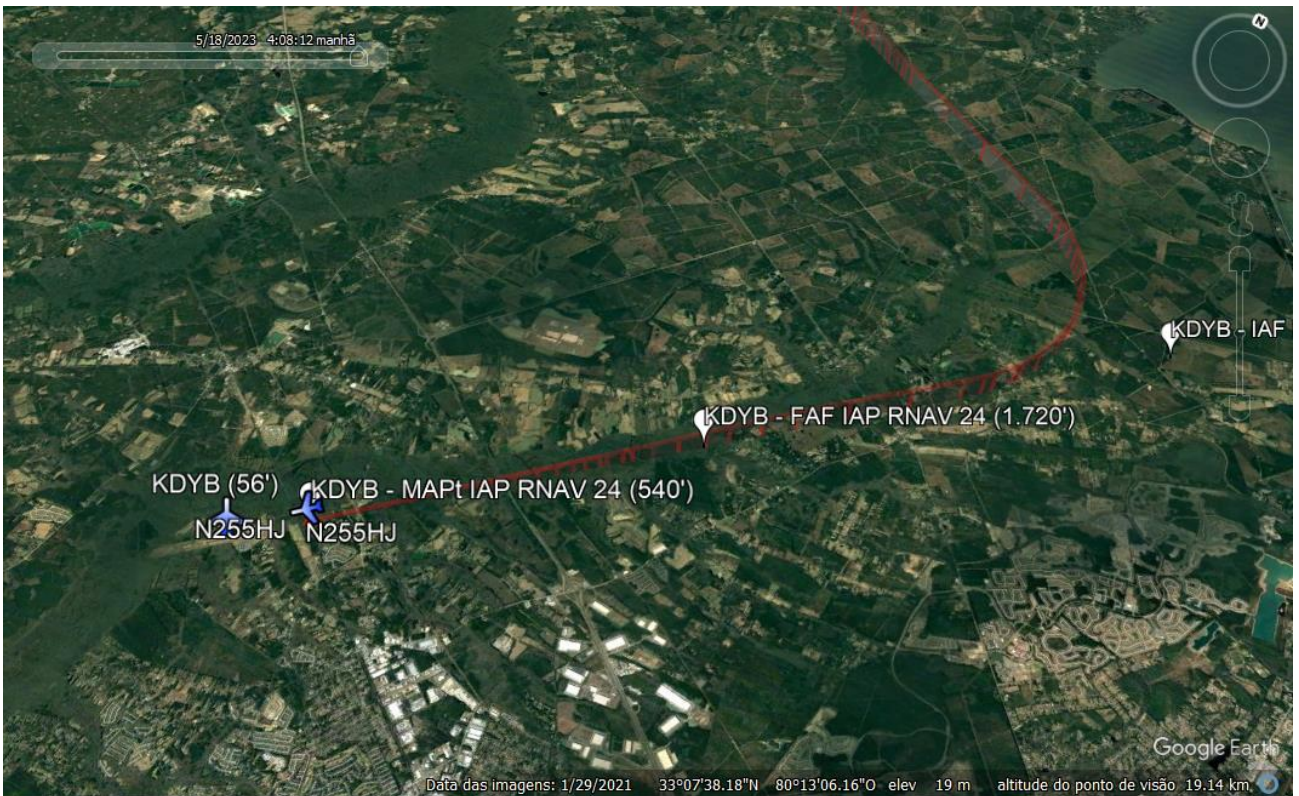 5/18/2023 4:08:12 manhã
N
KDYB - IAF
KDYB - FAF IAP RNAV 24 (1.720')
KDYB (56')
KDYB - MAPt IAP RNAV 24 (540')
N255HJ
N255HJ
Google Earth
Data das imagens: 1/29/2021 33°07'38.18"N 80°13'06.16"O elev 19 m altitude do ponto de visão 19.14 km